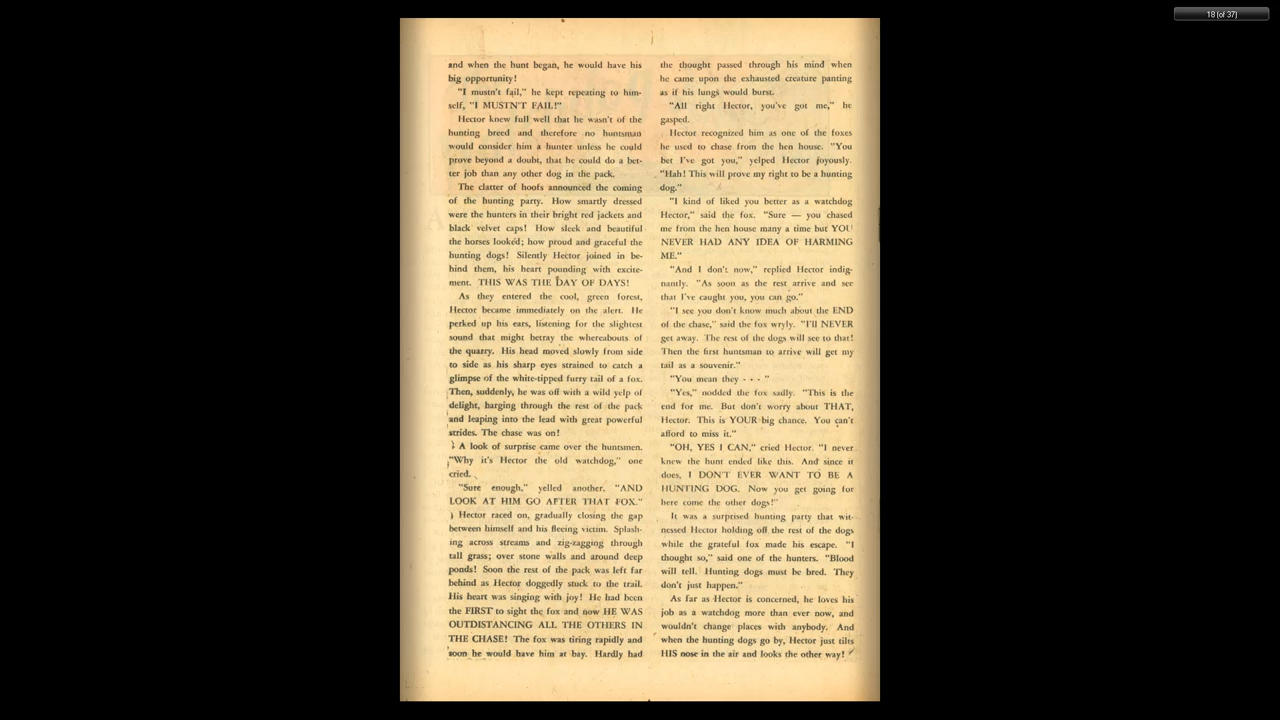 18 (of 37)
and when the hunt began, he would have his
big opportunity!
"I mustn't fail," he kept repeating to him-
self, "I MUSTN'T FAIL!"
Hector knew full well that he wasn't of the
hunting breed and therefore no huntsman
would consider him a hunter unless he could
prove beyond a doubt, that he could do a bet-
ter job than any other dog in the pack.
The clatter of hoofs announced the coming
of the hunting party. How smartly dressed
were the hunters in their bright red jackets and
black velvet caps! How sleek and beautiful
the horses looked; how proud and graceful the
hunting dogs! Silently Hector joined in be-
hind them, his heart pounding with excite-
ment. THIS WAS THE DAY OF DAYS!
As they entered the cool, green forest,
Hector became immediately on the alert. He
perked up his ears, listening for the slightest
sound that might betray the whereabouts of
the quarry. His head moved slowly from side
to side as his sharp eyes strained to catch a
glimpse of the white-tipped furry tail of a fox.
Then, suddenly, he was off with a wild yelp of
delight, barging through the rest of the pack
and leaping into the lead with great powerful
strides. The chase was on!
A look of surprise came over the huntsmen.
"Why it's Hector the old watchdog," one
cried.
"Sure enough," yelled another. "AND
LOOK AT HIM GO AFTER THAT FOX."
Hector raced on, gradually closing the gap
between himself and his fleeing victim. Splash-
ing across streams and zig-zagging through
tall grass; over stone walls and around deep
ponds! Soon the rest of the pack was left far
behind as Hector doggedly stuck to the trail.
His heart was singing with joy! He had been
the FIRST to sight the fox and now HE WAS
OUTDISTANCING ALL THE OTHERS IN
THE CHASE! The fox was tiring rapidly and
soon he would have him at bay. Hardly had
the thought passed through his mind when
he came upon the exhausted creature panting
as if his lungs would burst.
"All right Hector, you've got me," he
gasped.
Hector recognized him as one of the foxes
he used to chase from the hen house. "You
bet I've got you," yelped Hector joyously.
"Hah! This will prove my right to be a hunting
dog."
"I kind of liked you better as a watchdog
Hector," said the fox. "Sure — you chased
me from the hen house many a time but YOU
NEVER HAD ANY IDEA OF HARMING
ME."
"And I don't now," replied Hector indig-
nantly. "As soon as the rest arrive and see
that I've caught you, you can go."
"I see you don't know much about the END
of the chase," said the fox wryly. "I'll NEVER
get away. The rest of the dogs will see to that!
Then the first huntsman to arrive will get my
tail as a souvenir."
"You mean they - - - "
"Yes," nodded the fox sadly. "This is the
end for me. But don't worry about THAT,
Hector. This is YOUR big chance. You can't
afford to miss it."
"OH, YES I CAN," cried Hector. "I never
knew the hunt ended like this. And since it
does, I DON'T EVER WANT TO BE A
HUNTING DOG. Now you get going for
here come the other dogs!"
It was a surprised hunting party that wit-
nessed Hector holding off the rest of the dogs
while the grateful fox made his escape. "I
thought so," said one of the hunters. "Blood
will tell. Hunting dogs must be bred. They
don't just happen."
As far as Hector is concerned, he loves his
job as a watchdog more than ever now, and
wouldn't change places with anybody. And
when the hunting dogs go by, Hector just tilts
HIS nose in the air and looks the other way!